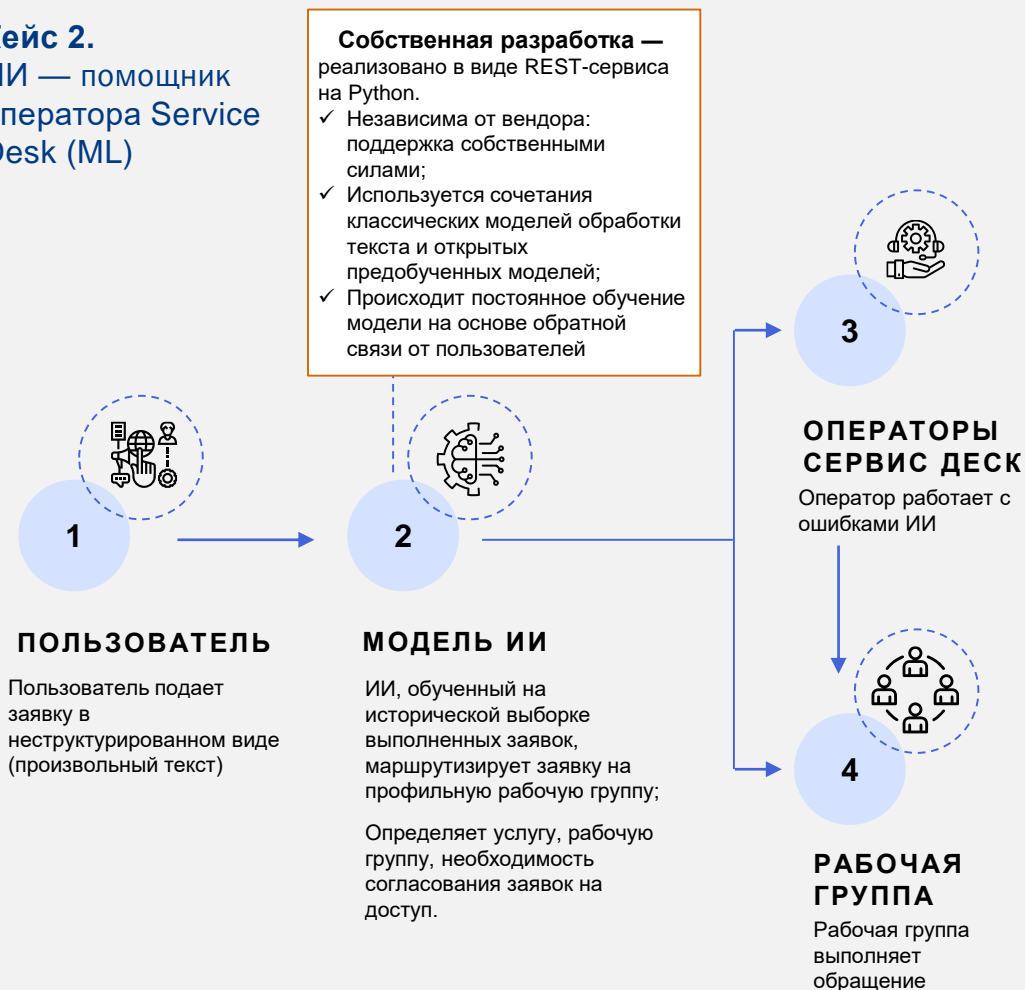 ейс 2.
И — помощник
ператора Service
esk (ML)
Собственная разработка —
реализовано в виде REST-сервиса
на Python.
✓ Независима от вендора:
поддержка собственными
силами;
✓ Используется сочетания
классических моделей обработки
текста и открытых
предобученных моделей;
✓ Происходит постоянное обучение
модели на основе обратной
связи от пользователей
1
ПОЛЬЗОВАТЕЛЬ
Пользователь подает
заявку в
неструктурированном виде
(произвольный текст)
2
МОДЕЛЬ ИИ
ИИ, обученный на
исторической выборке
выполненных заявок,
маршрутизирует заявку на
профильную рабочую группу;
Определяет услугу, рабочую
группу, необходимость
согласования заявок на
доступ.
3
ОПЕРАТОРЫ
СЕРВИС ДЕСК
Оператор работает с
ошибками ИИ
4
РАБОЧАЯ
ГРУППА
Рабочая группа
выполняет
обращение